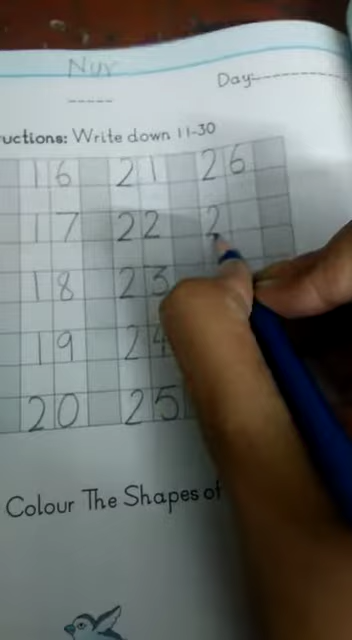 Nur
Day:
uctions: Write down 11-30
16 21 26
17 22 2
18 23
19 24
20 25
Colour The Shapes of